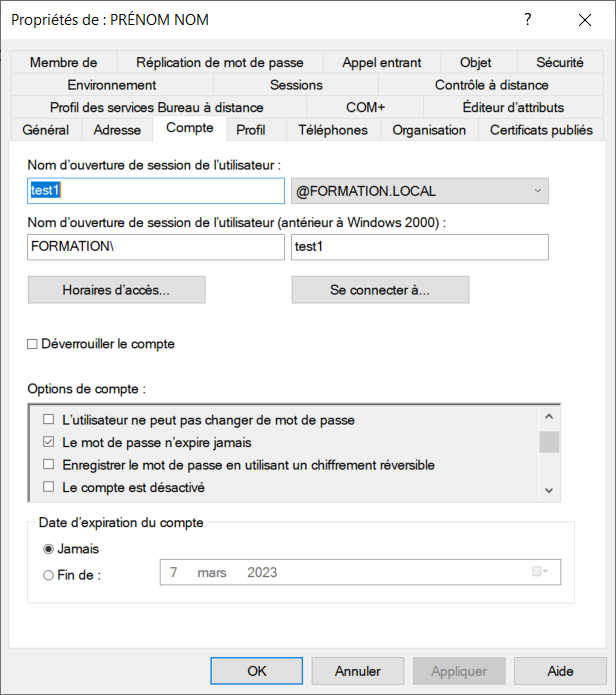 Propriétés de : PRÉNOM NOM ?
Membre de Réplication de mot de passe Appel entrant Objet Sécurité
Environnement Sessions Contrôle à distance
Profil des services Bureau à distance COM+ Éditeur d'attributs
Général Adresse Compte Profil Téléphones Organisation Certificats publiés
Nom d'ouverture de session de l'utilisateur :
test1 @FORMATION.LOCAL
Nom d'ouverture de session de l'utilisateur (antérieur à Windows 2000) :
FORMATION\ test1
Horaires d'accès... Se connecter à...
Déverrouiller le compte
Options de compte :
L'utilisateur ne peut pas changer de mot de passe
Le mot de passe n'expire jamais
Enregistrer le mot de passe en utilisant un chiffrement réversible
Le compte est désactivé
Date d'expiration du compte
Jamais
Fin de : 7 mars 2023
OK Annuler Appliquer Aide